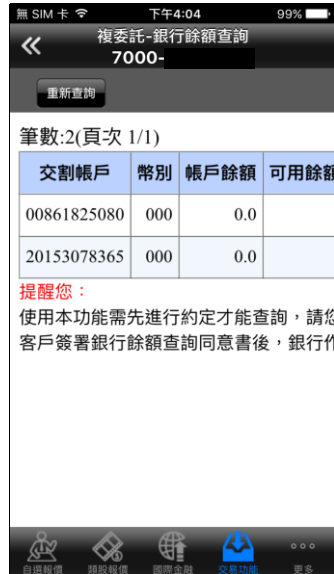 無 SIM 卡 下午4:04 99%
複委託-銀行餘額查詢
7000-
重新查詢
筆數:2(頁次 1/1)
交割帳戶 幣別 帳戶餘額 可用餘額
00861825080 000 0.0
20153078365 000 0.0
提醒您：
使用本功能需先進行約定才能查詢，請您
客戶簽署銀行餘額查詢同意書後，銀行作
自選報價 類股報價 國際金融 交易功能 更多